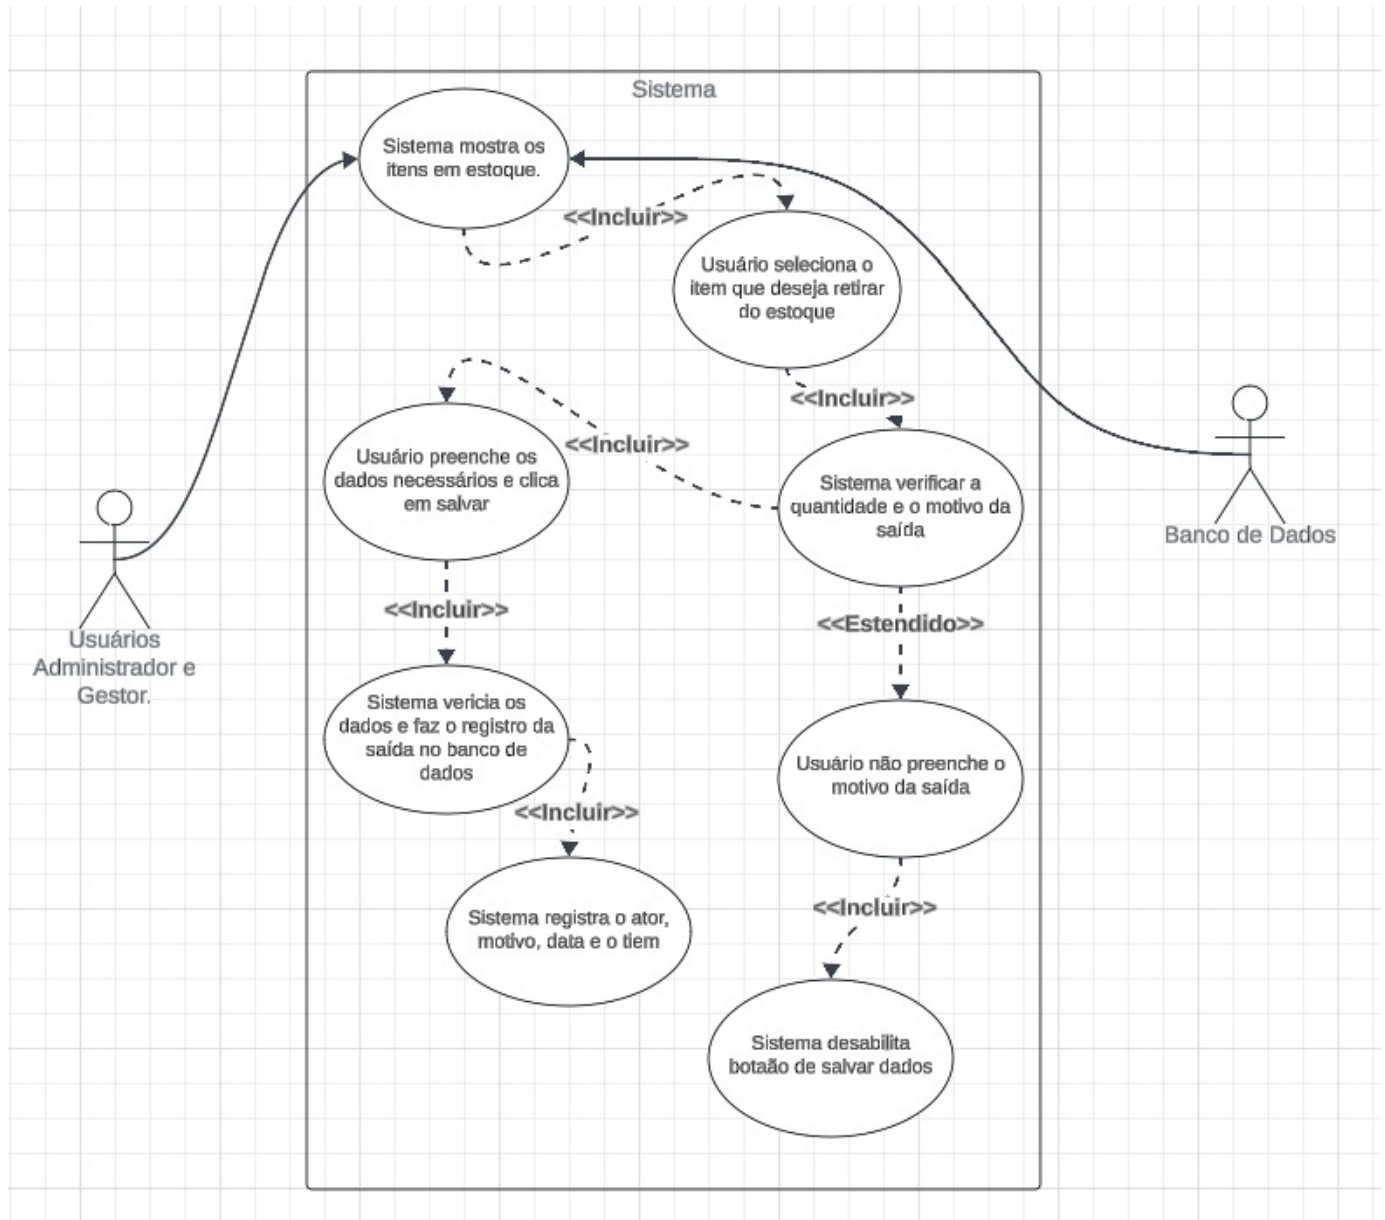 Sistema
Sistema mostra os
itens em estoque.
<<Incluir>>
Usuário seleciona o
item que deseja retirar
do estoque
<<Incluir>>
Sistema verificar a
quantidade e o motivo da
saída
<<Incluir>>
Usuário preenche os
dados necessários e clica
em salvar
<<Incluir>>
Sistema vericia os
dados e faz o registro da
saída no banco de
dados
<<Incluir>>
Sistema registra o ator,
motivo, data e o tiem
<<Estendido>>
Usuário não preenche o
motivo da saída
<<Incluir>>
Sistema desabilita
botaão de salvar dados
Usuários
Administrador e
Gestor.
Banco de Dados